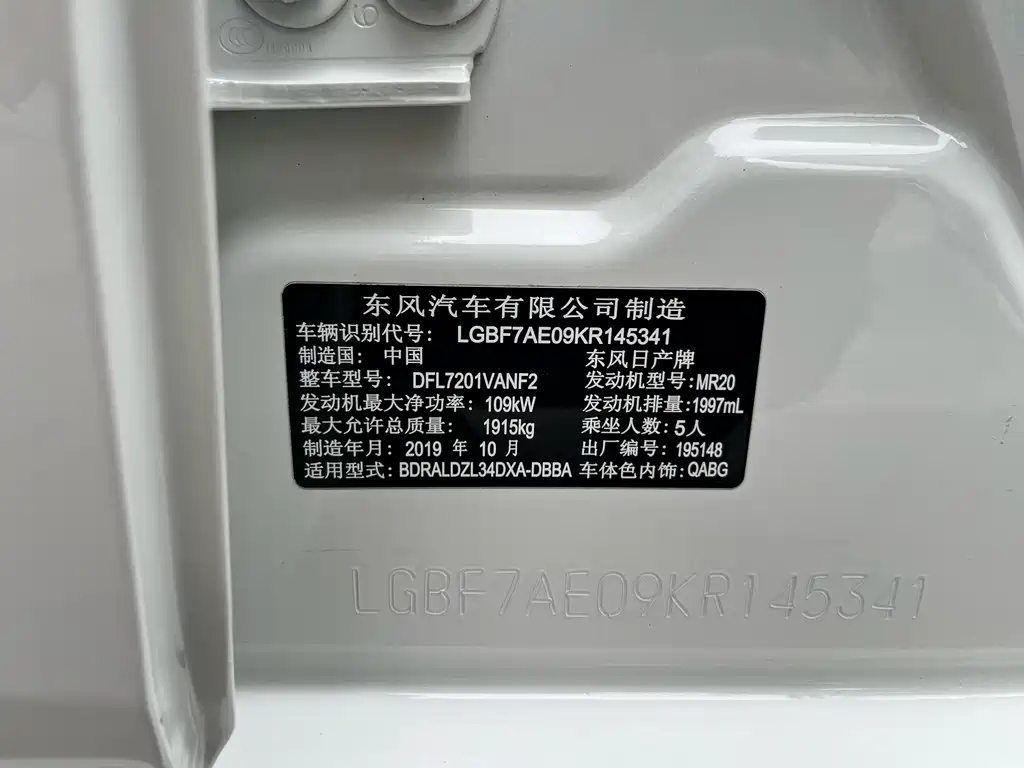 9
东风汽车有限公司制造
车辆识别代号: LGBF7AE09KR145341
制造国: 中国 东风日产牌
整车型号: DFL7201VANF2 发动机型号:MR20
发动机最大净功率: 109kW 发动机排量:1997mL
最大允许总质量: 1915kg 乘坐人数: 5人
制造年月: 2019 年 10 月 出厂编号: 195148
适用型式: BDRALDZL34DXA-DBBA 车体色内饰:QABG
LGBF7AE09KR145341